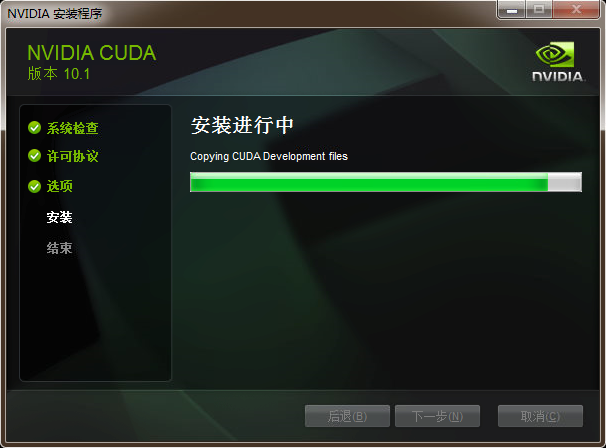 NVIDIA 安装程序
NVIDIA CUDA
版本 10.1
NVIDIA.
系统检查
许可协议
选项
安装
结束
安装进行中
Copying CUDA Development files
后退(B)
下一步(N)
取消(C)